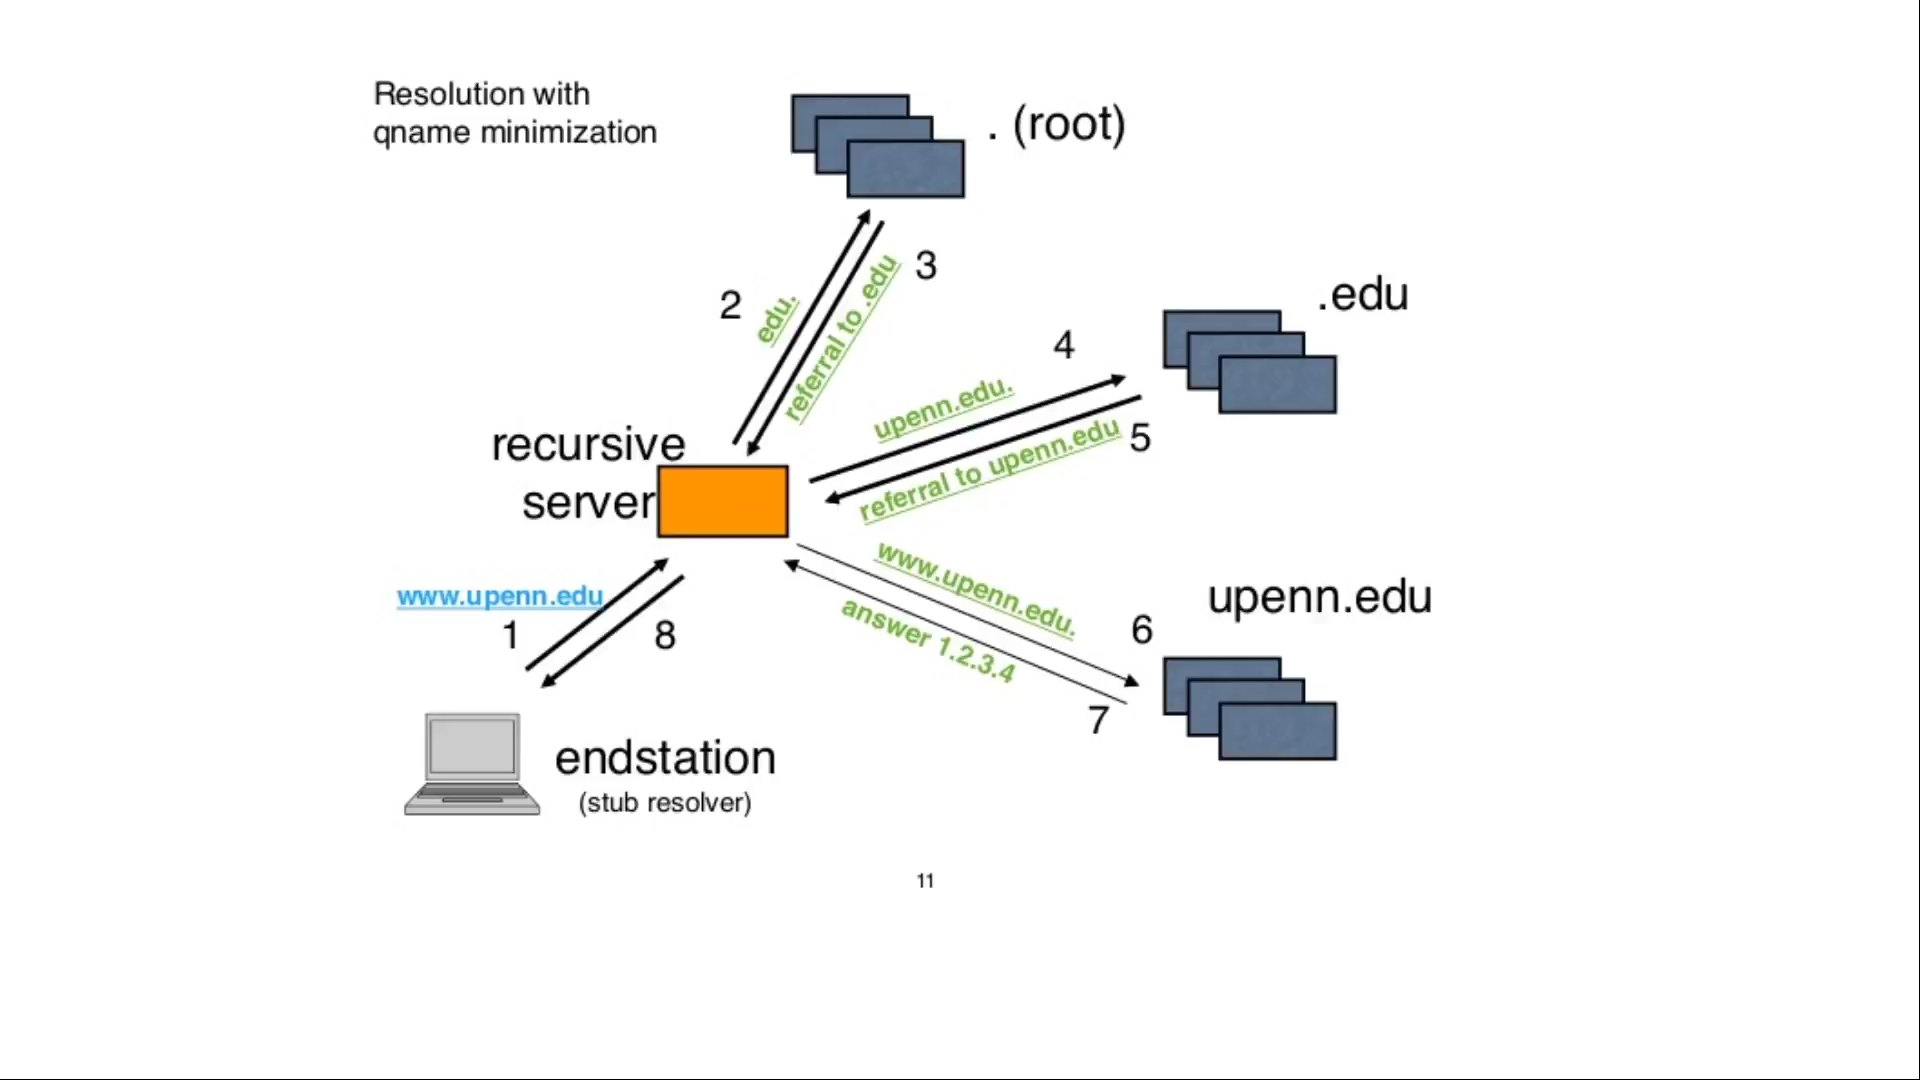 Resolution with
qname minimization
. (root)
2
edu.
referral to .edu
3
.edu
4
upenn.edu.
referral to upenn.edu
5
recursive
server
www.upenn.edu
1
8
www.upenn.edu.
answer 1.2.3.4
6
7
upenn.edu
endstation
(stub resolver)
11